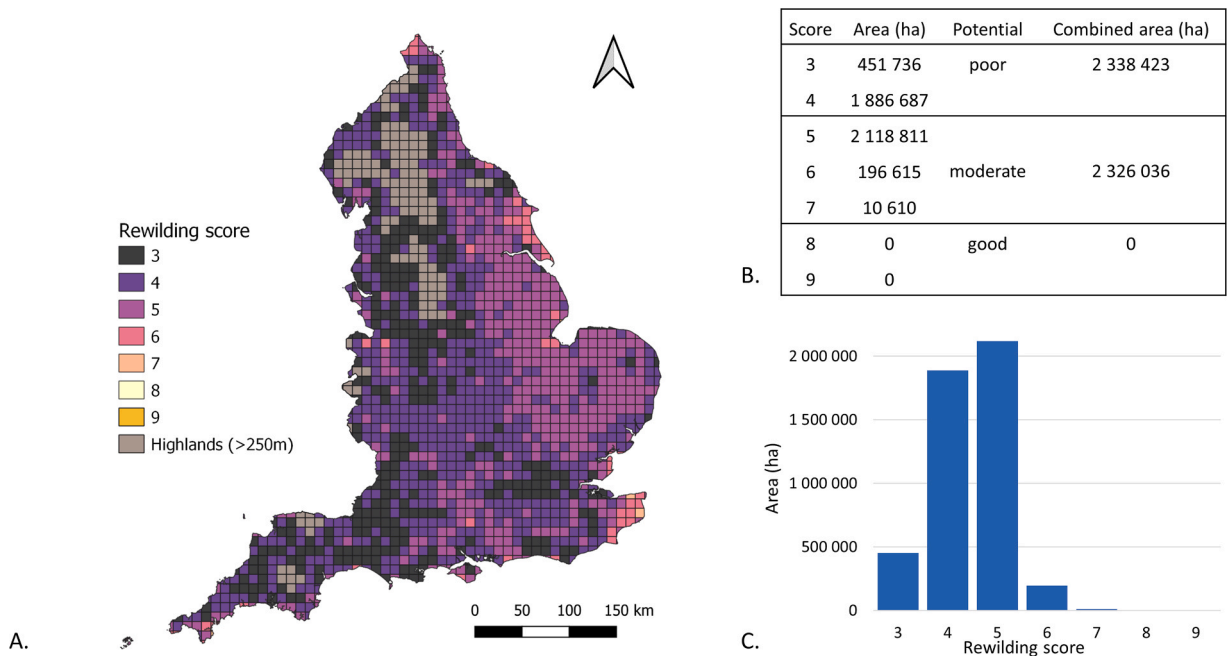 Rewilding score
3
4
5
6
7
8
9
Highlands (>250m)
0 50 100 150 km
A.
Score Area (ha) Potential Combined area (ha)
3 451 736 poor 2 338 423
4 1 886 687
5 2 118 811
6 196 615 moderate 2 326 036
7 10 610
8 0 good 0
9 0
B.
2 000 000
1 500 000
1 000 000
500 000
0
Area (ha)
3 4 5 6 7 8 9
Rewilding score
C.